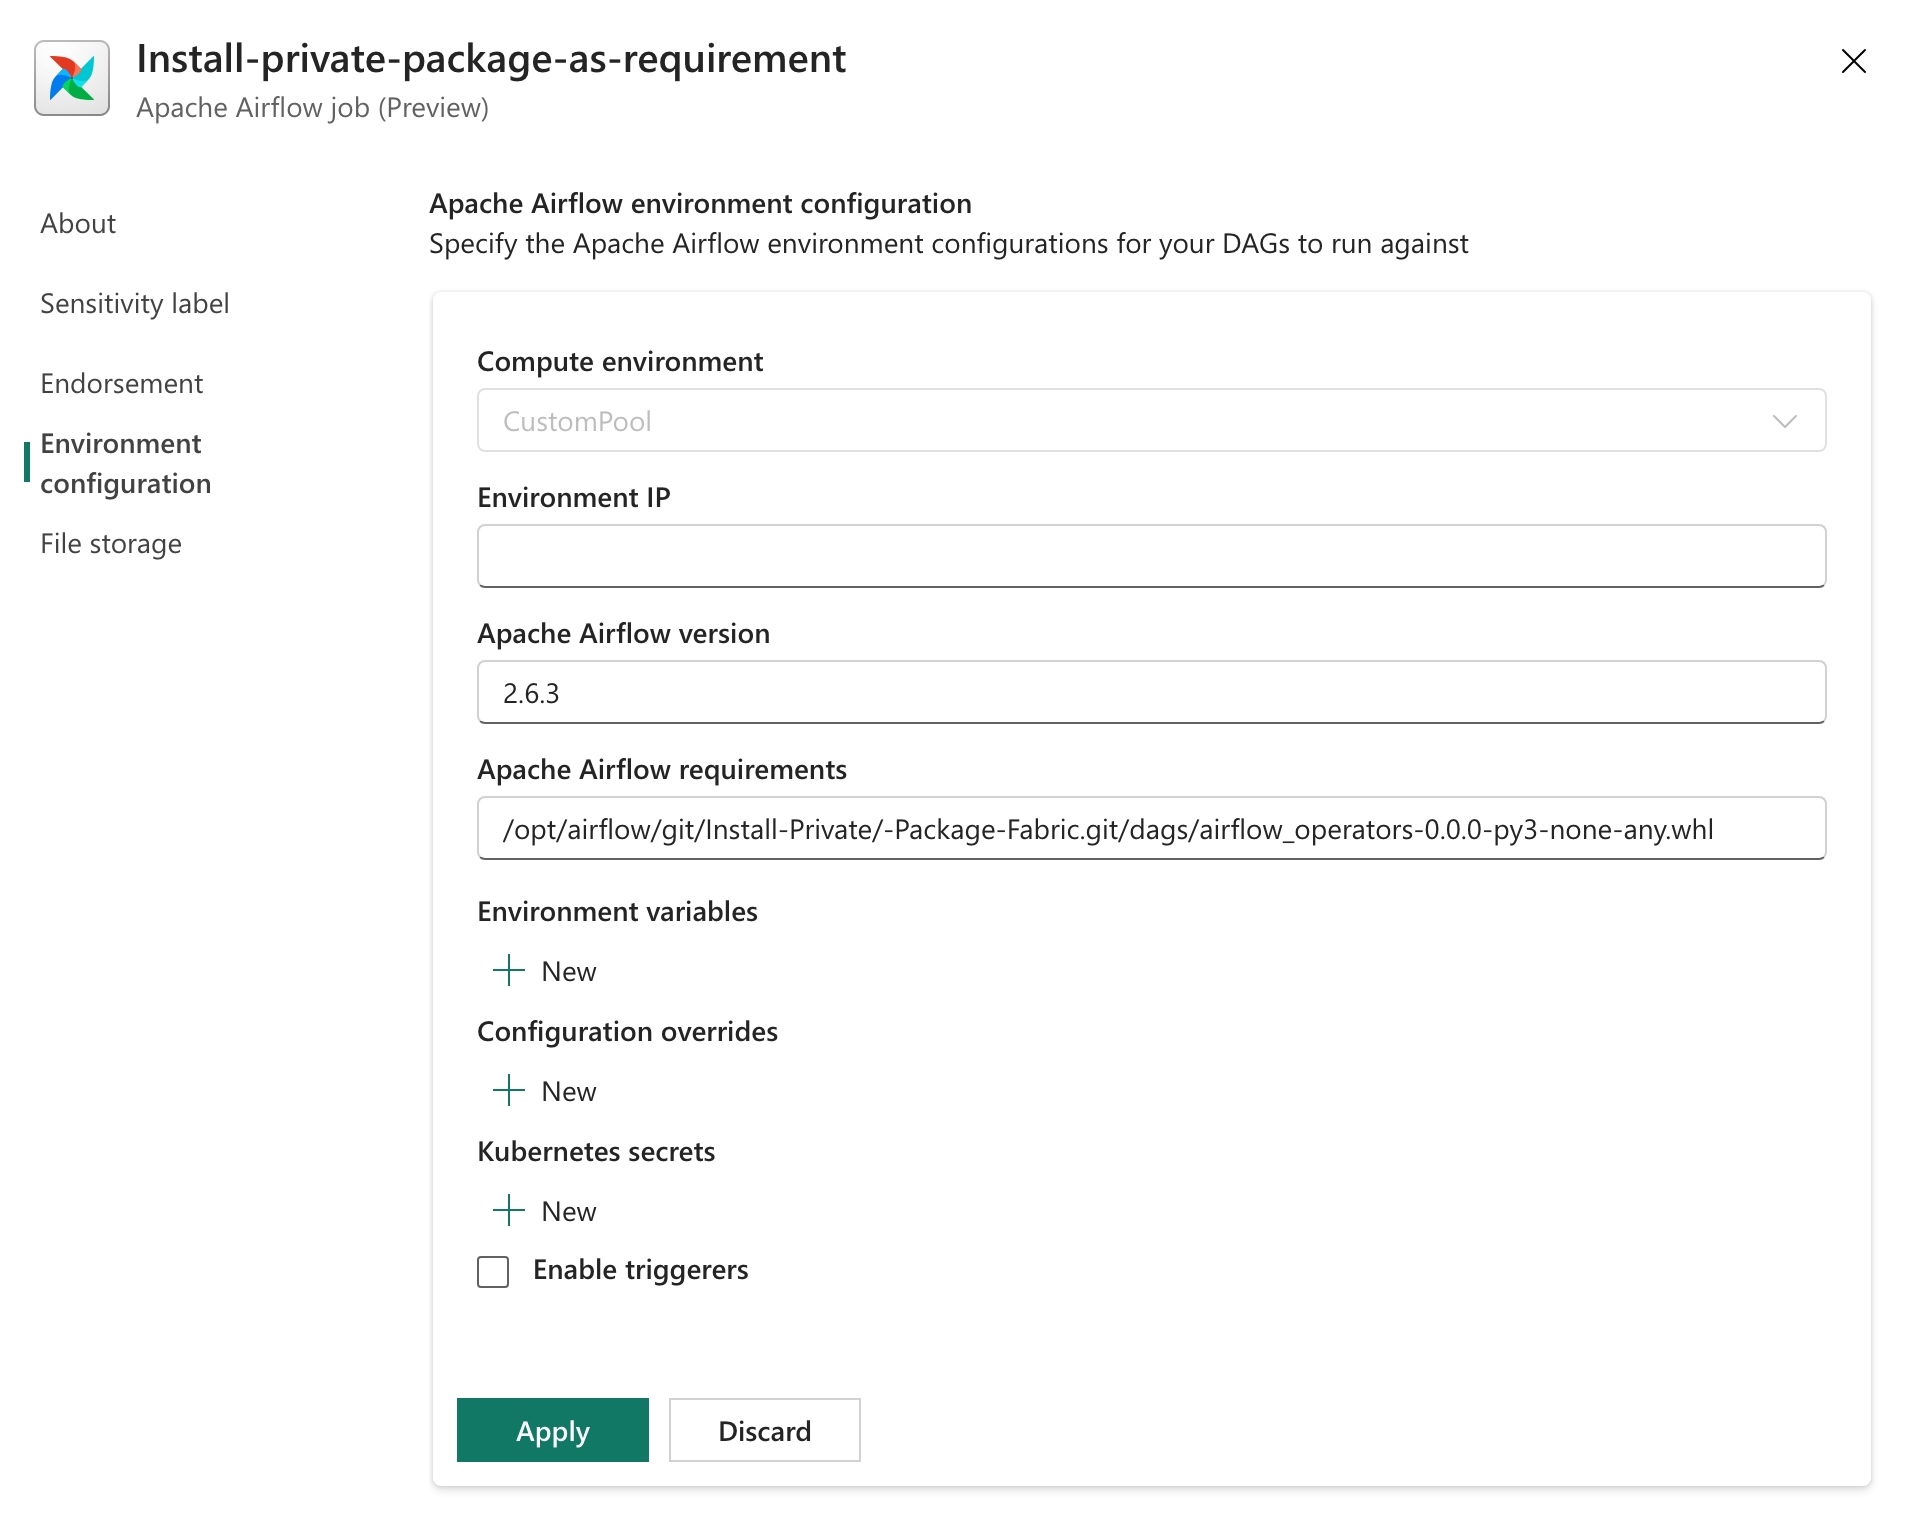 Install-private-package-as-requirement
Apache Airflow job (Preview)
About
Sensitivity label
Endorsement
Environment
configuration
File storage
Apache Airflow environment configuration
Specify the Apache Airflow environment configurations for your DAGs to run against
Compute environment
CustomPool
Environment IP
Apache Airflow version
2.6.3
Apache Airflow requirements
/opt/airflow/git/Install-Private/-Package-Fabric.git/dags/airflow_operators-0.0.0-py3-none-any.whl
Environment variables
New
Configuration overrides
New
Kubernetes secrets
New
Enable triggerers
Apply
Discard